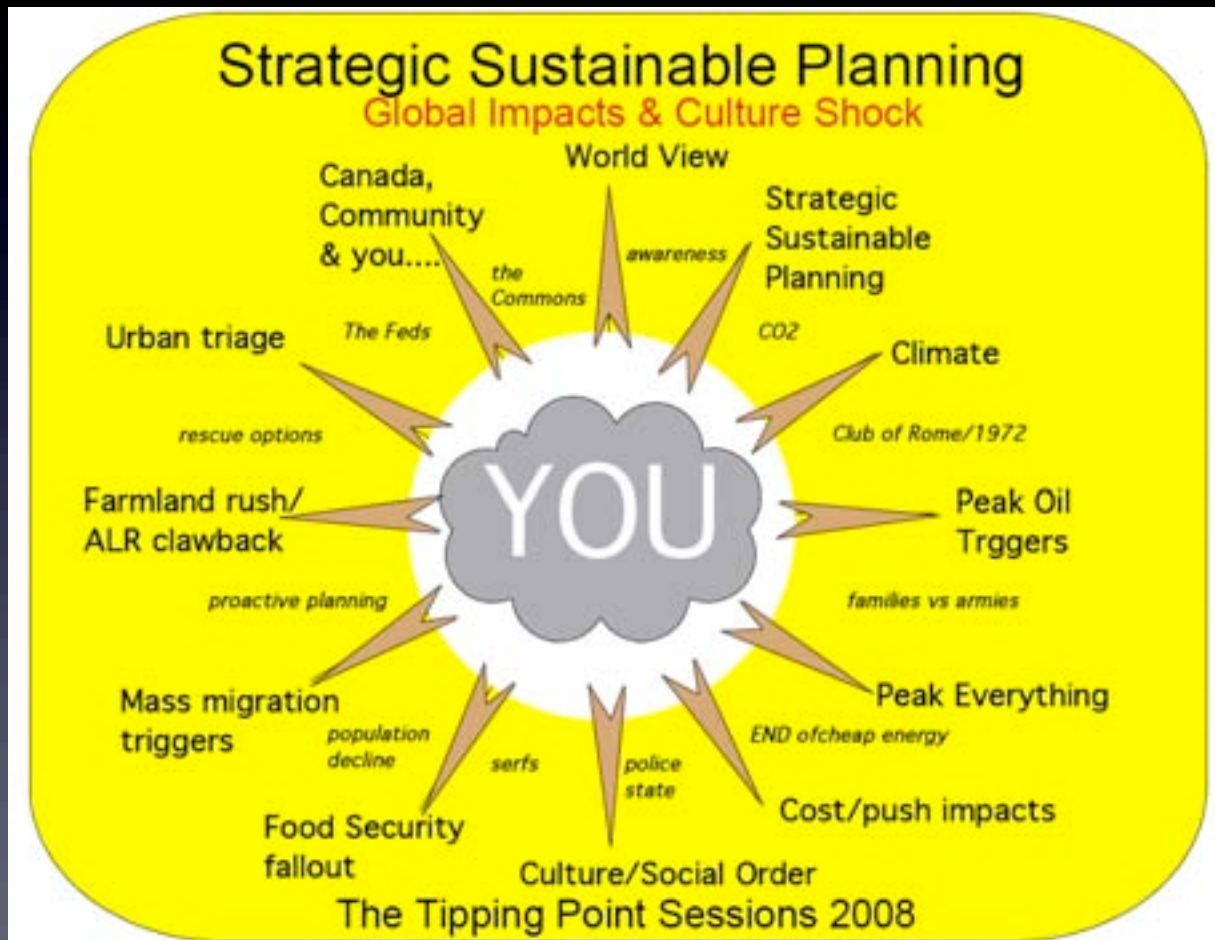 Strategic Sustainable Planning
Global Impacts & Culture Shock
World View
Canada,
Community
& you....
Strategic
Sustainable
Planning
the
Commons
awareness
Urban triage
The Feds
CO2
Climate
rescue options
Club of Rome/1972
YOU
Farmland rush/
ALR clawback
Peak Oil
Trggers
proactive planning
families vs armies
Mass migration
triggers
Peak Everything
population
decline
serfs
police
state
END ofcheap energy
Food Security
fallout
Cost/push impacts
Culture/Social Order
The Tipping Point Sessions 2008